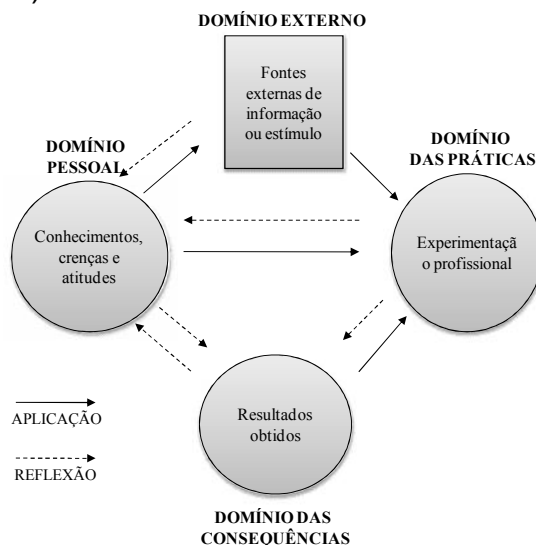 DOMÍNIO EXTERNO
Fontes
externas de
informação
ou estímulo
DOMÍNIO
PESSOAL
Conhecimentos,
crenças e
atitudes
DOMÍNIO
DAS PRÁTICAS
Experimentaçã
o profissional
Resultados
obtidos
DOMÍNIO DAS
CONSEQUÊNCIAS
APLICAÇÃO
REFLEXÃO